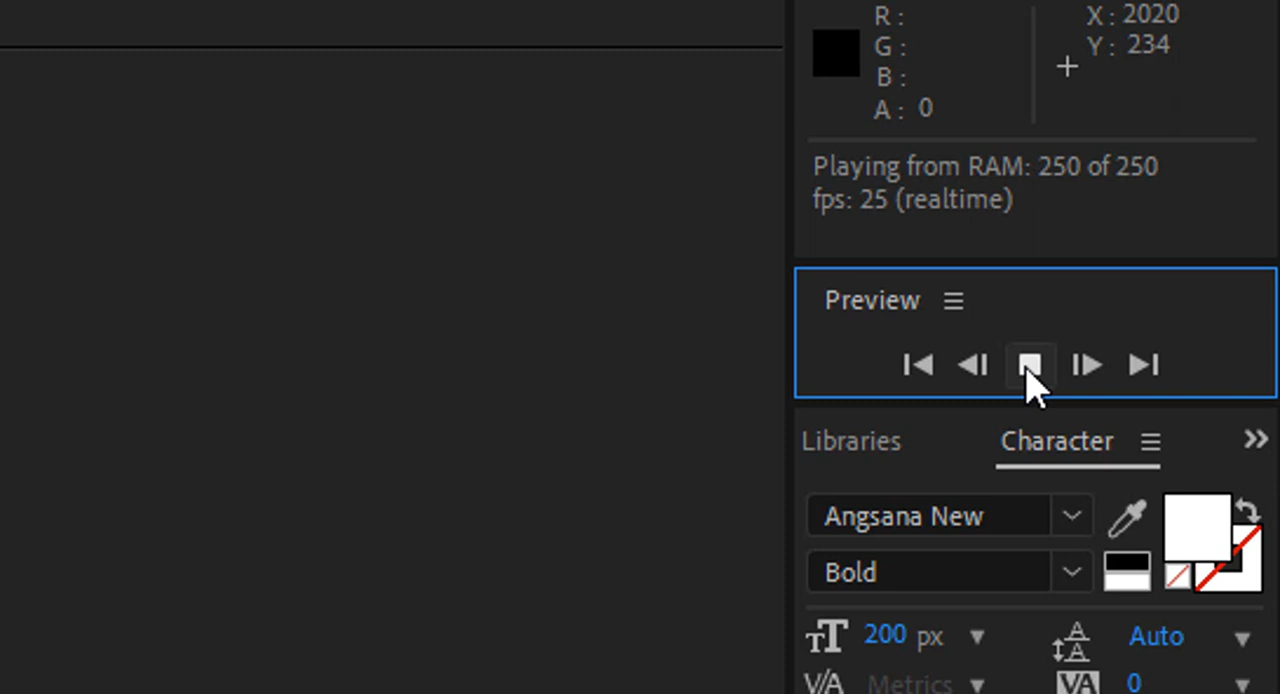 R :
X : 2020
G :
Y : 234
B :
A : 0
Playing from RAM: 250 of 250
fps: 25 (realtime)
Preview
Libraries
Character
Angsana New
Bold
200 px
Auto
Metrics
0